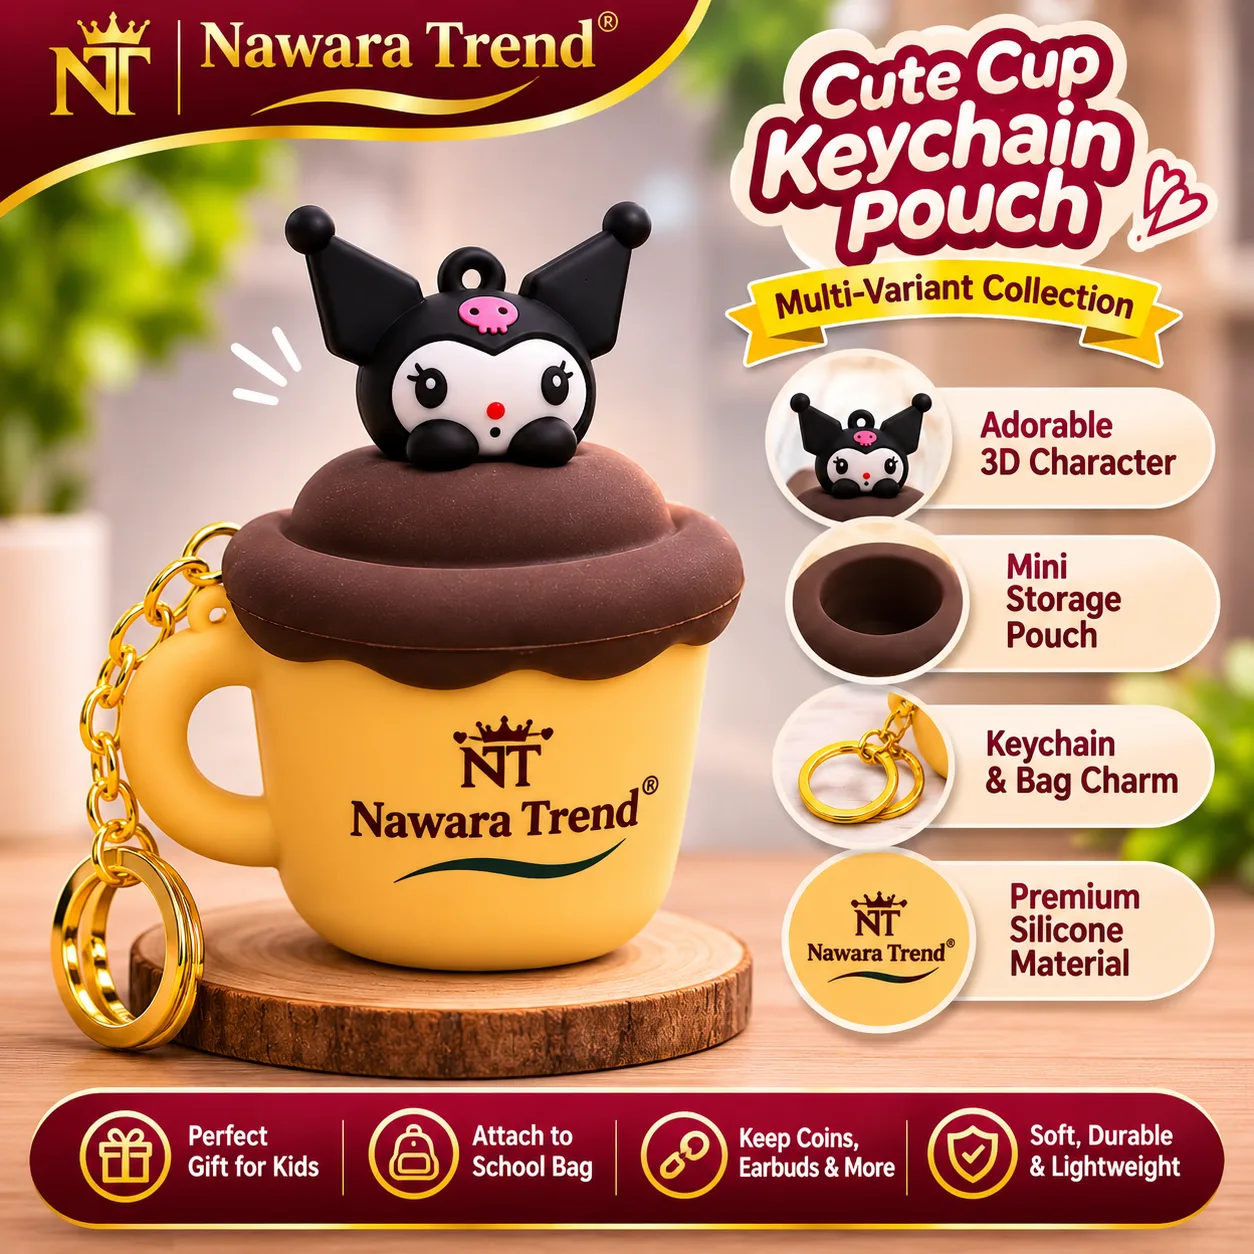 NT
Nawara Trend®
Cute Cup
Keychain
Pouch
Multi-Variant Collection
Adorable
3D Character
Mini
Storage
Pouch
Keychain
& Bag Charm
NT
Nawara Trend®
NT
Nawara Trend®
Premium
Silicone
Material
Perfect
Gift for Kids
Attach to
School Bag
Keep Coins,
Earbuds & More
Soft, Durable
& Lightweight